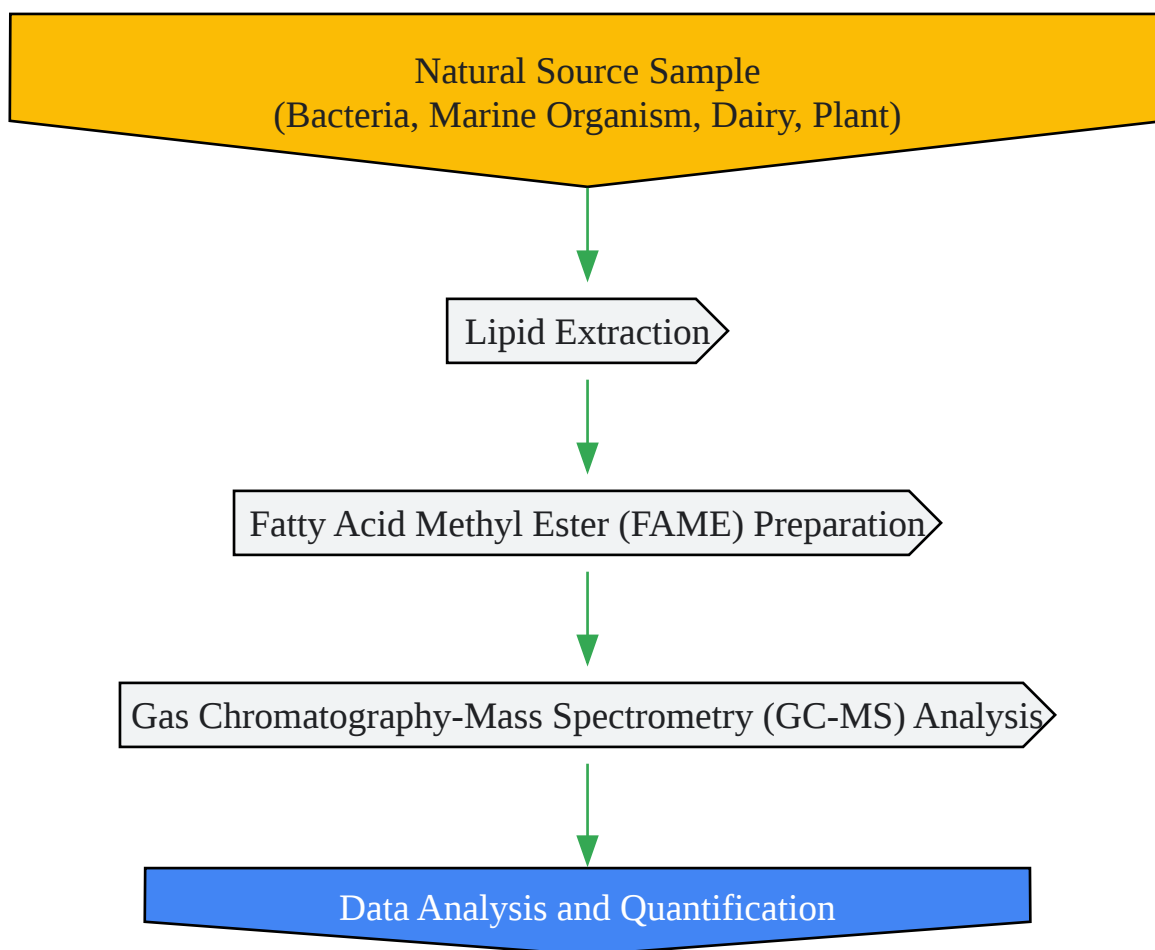 Natural Source Sample
(Bacteria, Marine Organism, Dairy, Plant)
Lipid Extraction
Fatty Acid Methyl Ester (FAME) Preparation
Gas Chromatography-Mass Spectrometry (GC-MS) Analysis
Data Analysis and Quantification